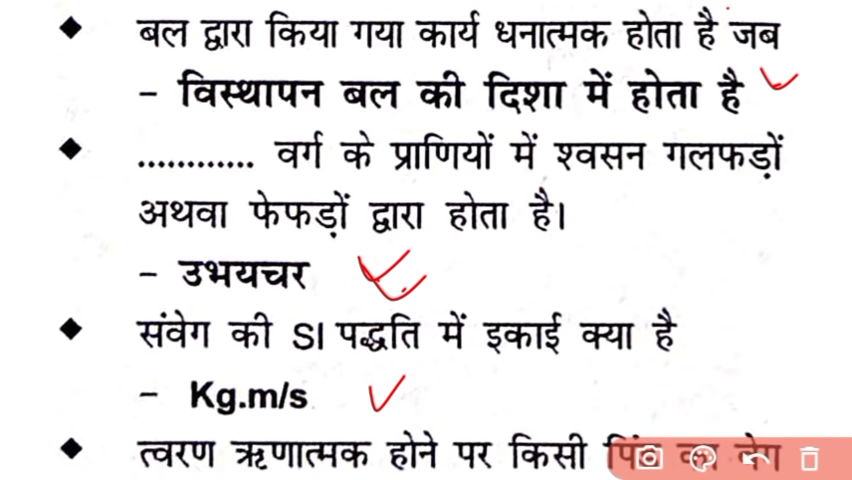 ◆ बल द्वारा किया गया कार्य धनात्मक होता है जब
– विस्थापन बल की दिशा में होता है
◆ ............ वर्ग के प्राणियों में श्वसन गलफड़ों
अथवा फेफड़ों द्वारा होता है।
– उभयचर
◆ संवेग की SI पद्धति में इकाई क्या है
– Kg.m/s
◆ त्वरण ऋणात्मक होने पर किसी